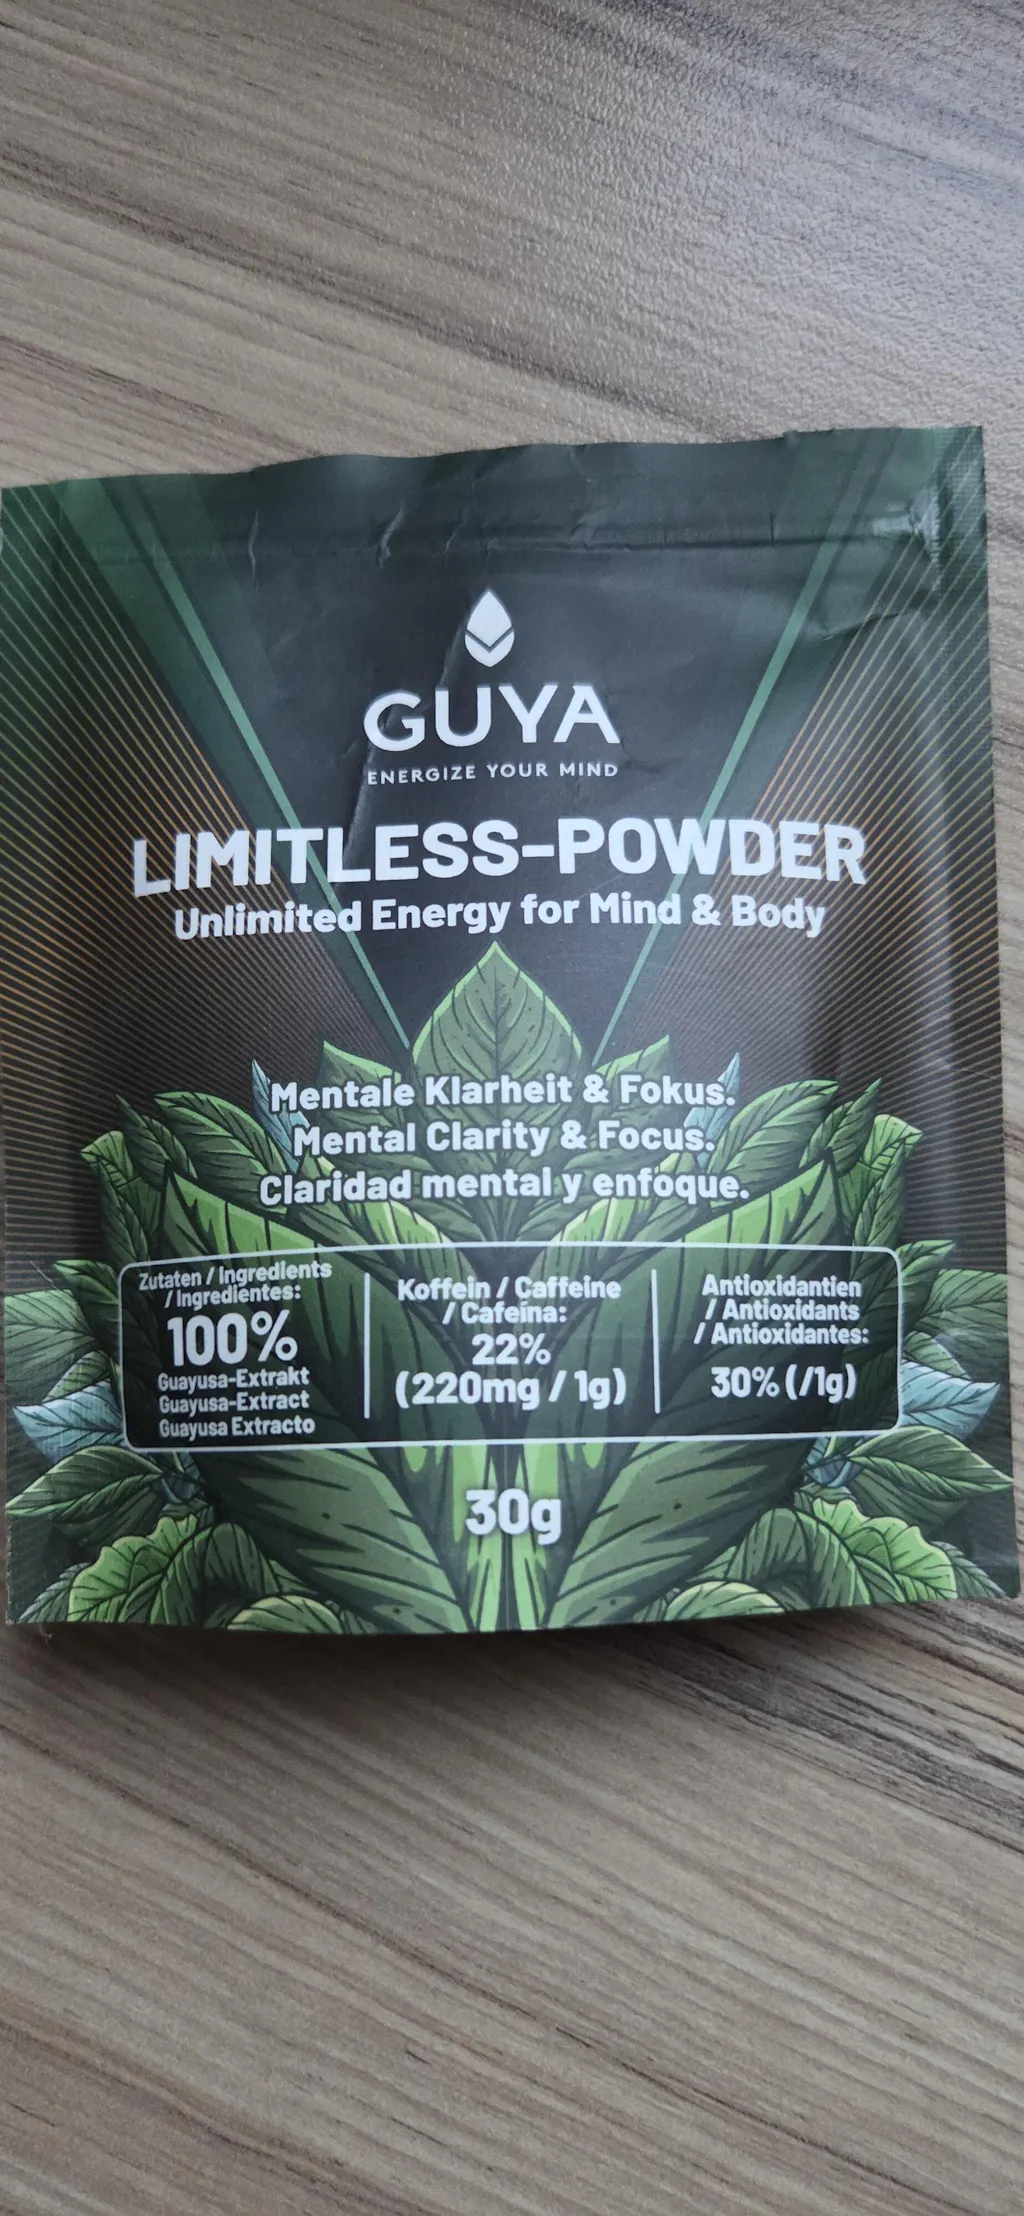 GUYA
ENERGIZE YOUR MIND
LIMITLESS-POWDER
Unlimited Energy for Mind & Body
Mentale Klarheit & Fokus.
Mental Clarity & Focus.
Claridad mental y enfoque.
Zutaten / Ingredients
/ Ingredientes:
100%
Guayusa-Extrakt
Guayusa-Extract
Guayusa Extracto
Koffein / Caffeine
/ Cafeína:
22%
(220mg / 1g)
Antioxidantien
/ Antioxidants
/ Antioxidantes:
30% (/1g)
30g